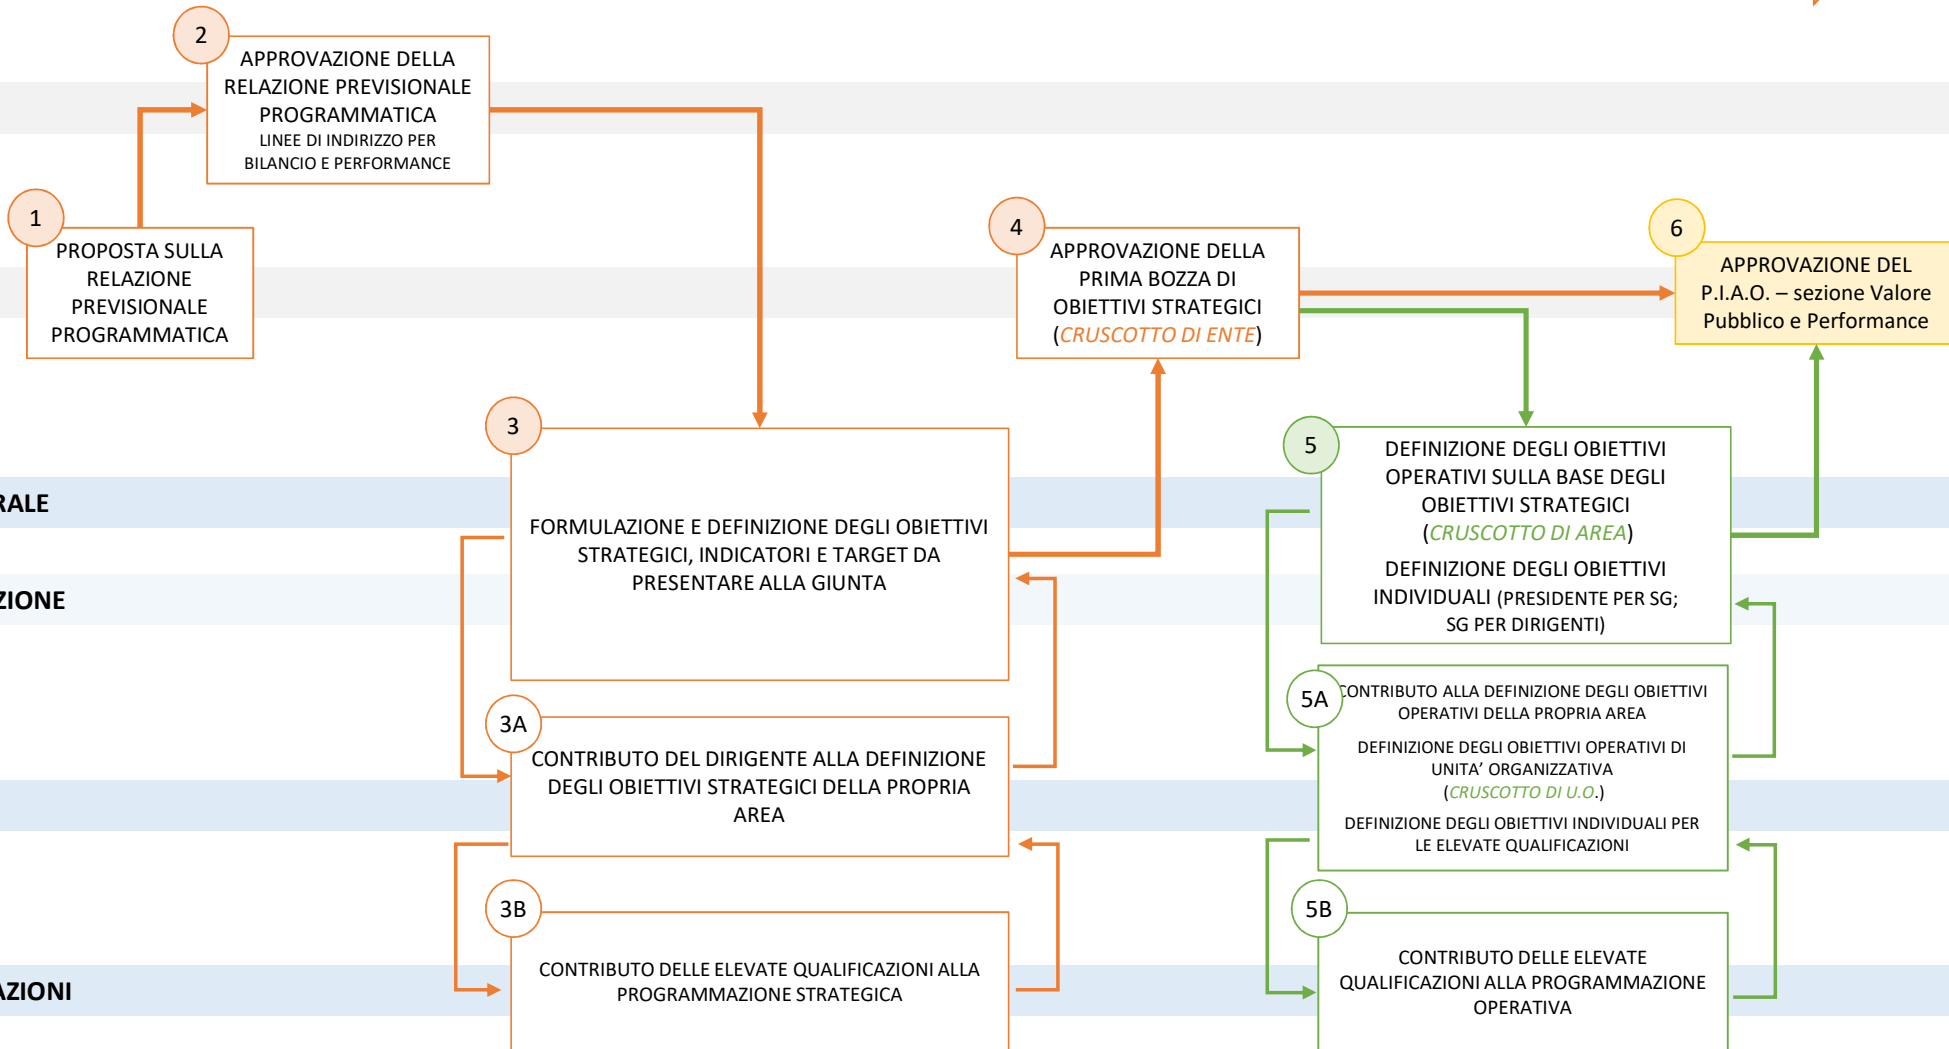 2
APPROVAZIONE DELLA
RELAZIONE PREVISIONALE
PROGRAMMATICA
LINEE DI INDIRIZZO PER
BILANCIO E PERFORMANCE
1
PROPOSTA SULLA
RELAZIONE
PREVISIONALE
PROGRAMMATICA
4
APPROVAZIONE DELLA
PRIMA BOZZA DI
OBIETTIVI STRATEGICI
(CRUSCOTTO DI ENTE)
6
APPROVAZIONE DEL
P.I.A.O. – sezione Valore
Pubblico e Performance
3
FORMULAZIONE E DEFINIZIONE DEGLI OBIETTIVI
STRATEGICI, INDICATORI E TARGET DA
PRESENTARE ALLA GIUNTA
5
DEFINIZIONE DEGLI OBIETTIVI
OPERATIVI SULLA BASE DEGLI
OBIETTIVI STRATEGICI
(CRUSCOTTO DI AREA)
DEFINIZIONE DEGLI OBIETTIVI
INDIVIDUALI (PRESIDENTE PER SG;
SG PER DIRIGENTI)
RALE
ZIONE
3A
CONTRIBUTO DEL DIRIGENTE ALLA DEFINIZIONE
DEGLI OBIETTIVI STRATEGICI DELLA PROPRIA
AREA
5A
CONTRIBUTO ALLA DEFINIZIONE DEGLI OBIETTIVI
OPERATIVI DELLA PROPRIA AREA
DEFINIZIONE DEGLI OBIETTIVI OPERATIVI DI
UNITA’ ORGANIZZATIVA
(CRUSCOTTO DI U.O.)
DEFINIZIONE DEGLI OBIETTIVI INDIVIDUALI PER
LE ELEVATE QUALIFICAZIONI
3B
CONTRIBUTO DELLE ELEVATE QUALIFICAZIONI ALLA
PROGRAMMAZIONE STRATEGICA
5B
CONTRIBUTO DELLE ELEVATE
QUALIFICAZIONI ALLA PROGRAMMAZIONE
OPERATIVA
AZIONI